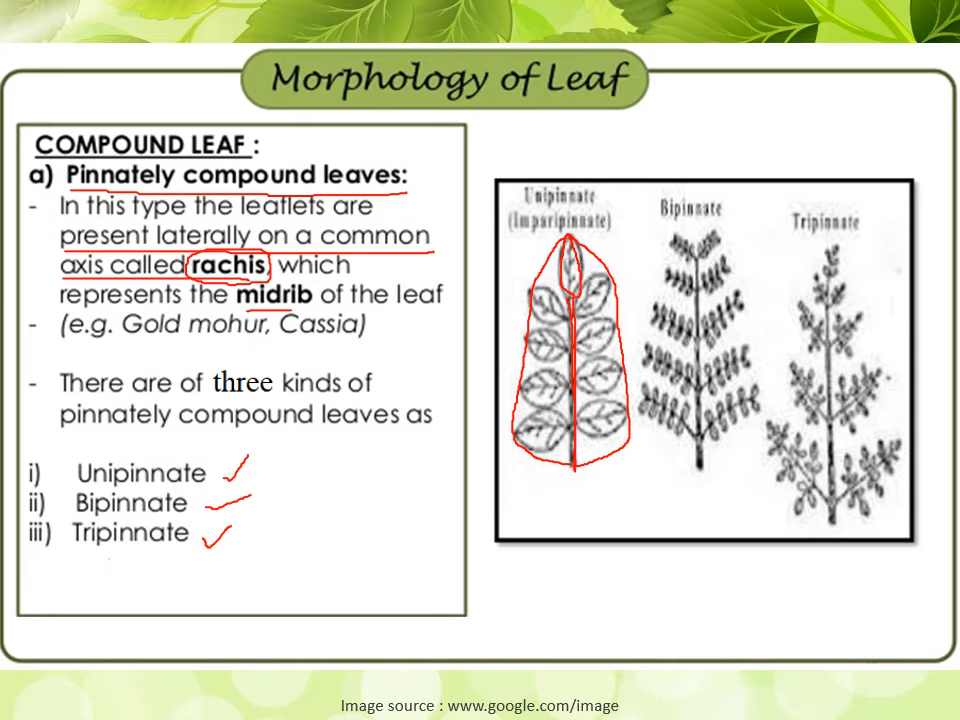 Morphology of Leaf
COMPOUND LEAF :
a) Pinnately compound leaves:
- In this type the leaflets are
present laterally on a common
axis called rachis, which
represents the midrib of the leaf
- (e.g. Gold mohur, Cassia)
- There are of three kinds of
pinnately compound leaves as
i) Unipinnate
ii) Bipinnate
iii) Tripinnate
Unipinnate
(Imparipinnate)
Bipinnate
Tripinnate
Image source : www.google.com/image